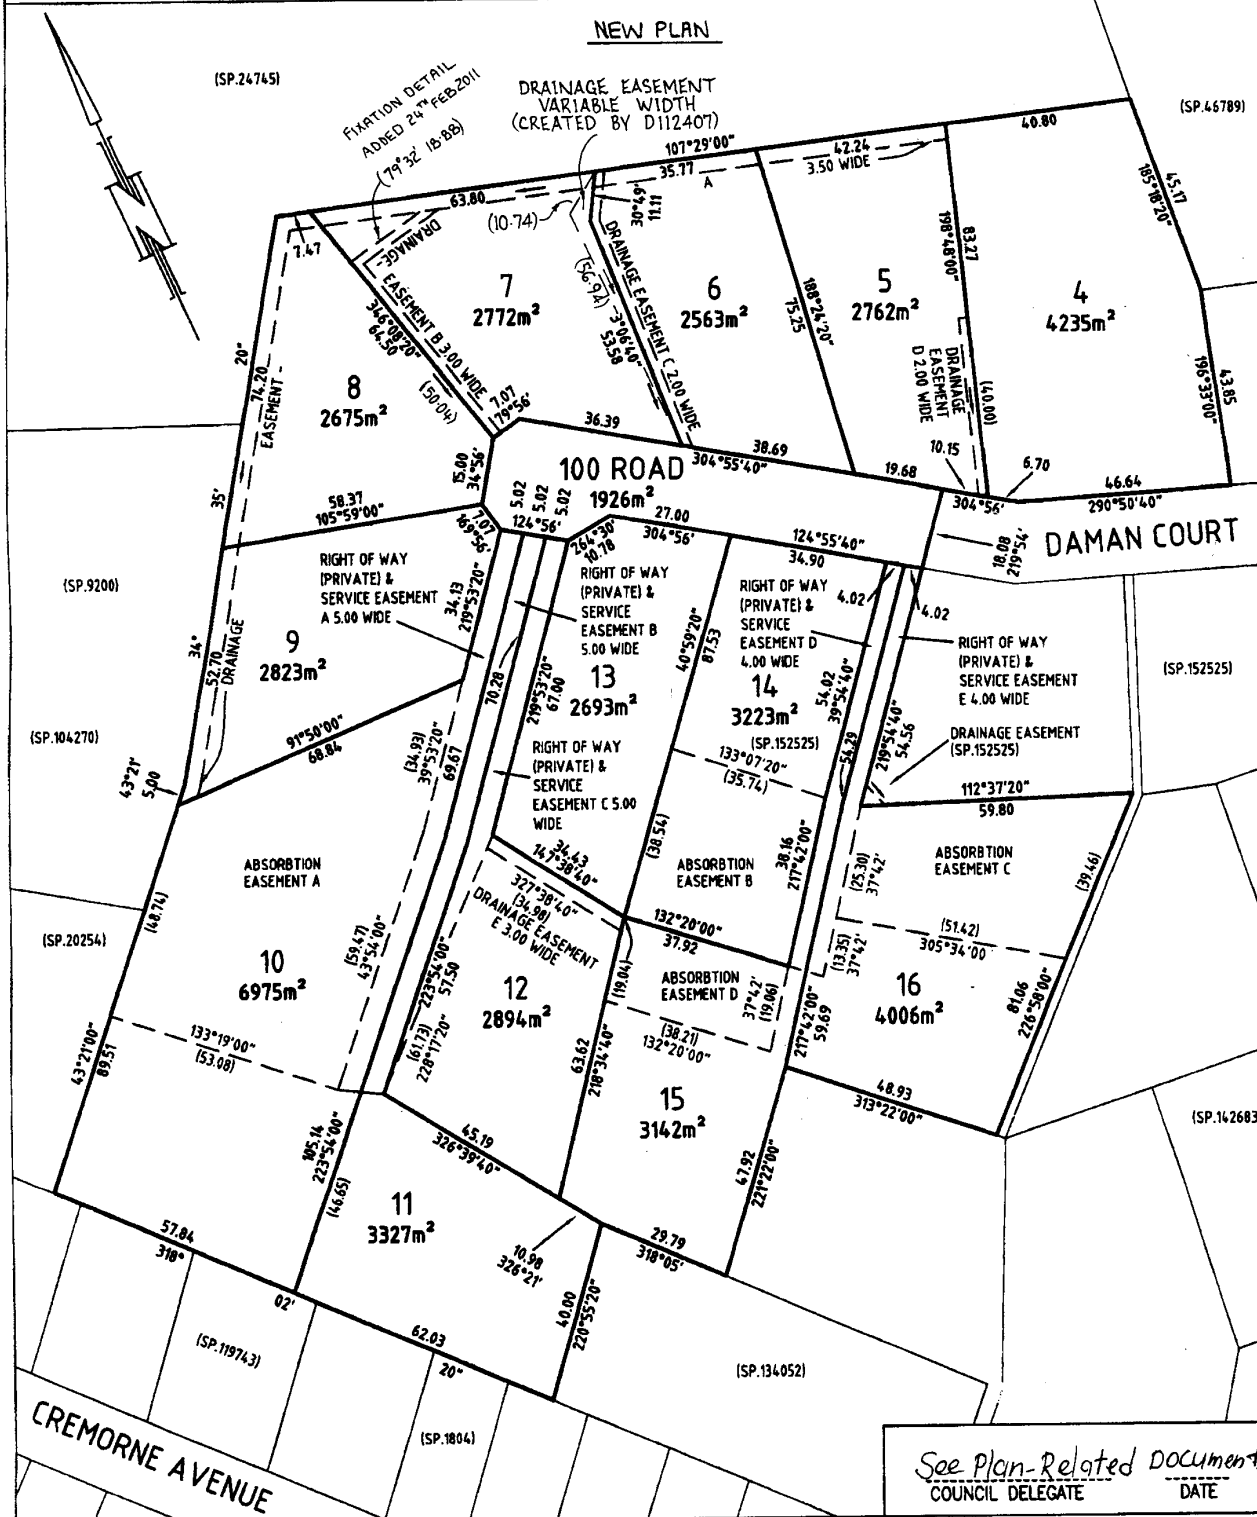 NEW PLAN
(SP.24745)
FIXATION DETAIL
ADDED 24TH FEB 2011
(79°32' 18·88)
DRAINAGE EASEMENT
VARIABLE WIDTH
(CREATED BY D112407)
(SP.46789)
107°29'00"
63.80
35.77
A
42.24
3.50 WIDE
40.80
45.17
185°18'20"
7.47
(10·74)
30°49'
11.11
DRAINAGE
EASEMENT B 3.00 WIDE
346°08'20"
64.50
(50·04)
7
2772m²
(56·94)
3°06'40"
53.58
DRAINAGE EASEMENT C 2.00 WIDE
6
2563m²
188°24'20"
75.25
5
2762m²
198°48'00"
83.27
4
4235m²
DRAINAGE
EASEMENT
D 2.00 WIDE
(40.00)
196°33'00"
43.85
20"
74.20
EASEMENT -
8
2675m²
7.07
79°56'
36.39
38.69
304°55'40"
19.68
10.15
6.70
304°56'
46.64
290°50'40"
15.00
34°56'
100 ROAD
1926m²
DAMAN COURT
18.08
219°54'
35'
58.37
105°59'00"
7.07
169°56'
5.02
5.02
5.02
124°56'
264°30'
10.78
27.00
304°56'
124°55'40"
34.90
4.02
4.02
(SP.9200)
RIGHT OF WAY
(PRIVATE) &
SERVICE EASEMENT
A 5.00 WIDE
34.13
219°53'20"
RIGHT OF WAY
(PRIVATE) &
SERVICE
EASEMENT B
5.00 WIDE
RIGHT OF WAY
(PRIVATE) &
SERVICE
EASEMENT D
4.00 WIDE
RIGHT OF WAY
(PRIVATE) &
SERVICE EASEMENT
E 4.00 WIDE
(SP.152525)
34°
52.70
DRAINAGE
9
2823m²
70.28
219°53'20"
67.00
13
2693m²
40°59'20"
87.53
14
3223m²
(SP.152525)
54.02
39°54'40"
54.29
219°54'40"
54.56
DRAINAGE EASEMENT
(SP.152525)
(SP.104270)
91°50'00"
68.84
(34.93)
39°53'20"
69.67
RIGHT OF WAY
(PRIVATE) &
SERVICE
EASEMENT C 5.00
WIDE
133°07'20"
(35.74)
112°37'20"
59.80
43°21'
5.00
ABSORBTION
EASEMENT A
34.43
147°38'40"
(38.54)
ABSORBTION
EASEMENT B
38.16
217°42'00"
(25.30)
37°42'
ABSORBTION
EASEMENT C
(39.46)
(48.74)
327°38'40"
(34.98)
DRAINAGE EASEMENT
E 3.00 WIDE
132°20'00"
37.92
(51.42)
305°34'00
(SP.20254)
10
6975m²
(59.47)
43°54'00"
223°54'00"
57.50
(61.73)
228°17'20"
12
2894m²
(19.04)
ABSORBTION
EASEMENT D
37°42'
(19.06)
(13.35)
37°42'
16
4006m²
81.06
226°58'00"
133°19'00"
(53.08)
(38.21)
132°20'00"
217°42'00"
59.69
43°21'00"
89.51
63.62
218°34'40"
15
3142m²
48.93
313°22'00"
(SP.142683
105.14
223°54'00"
(46.65)
45.19
326°39'40"
47.92
221°22'00"
11
3327m²
10.98
326°21'
29.79
318°05'
57.84
318°
02'
40.00
220°55'20"
62.03
20"
(SP.119743)
(SP.134052)
(SP.1804)
CREMORNE AVENUE
See Plan-Related Document
COUNCIL DELEGATE
DATE